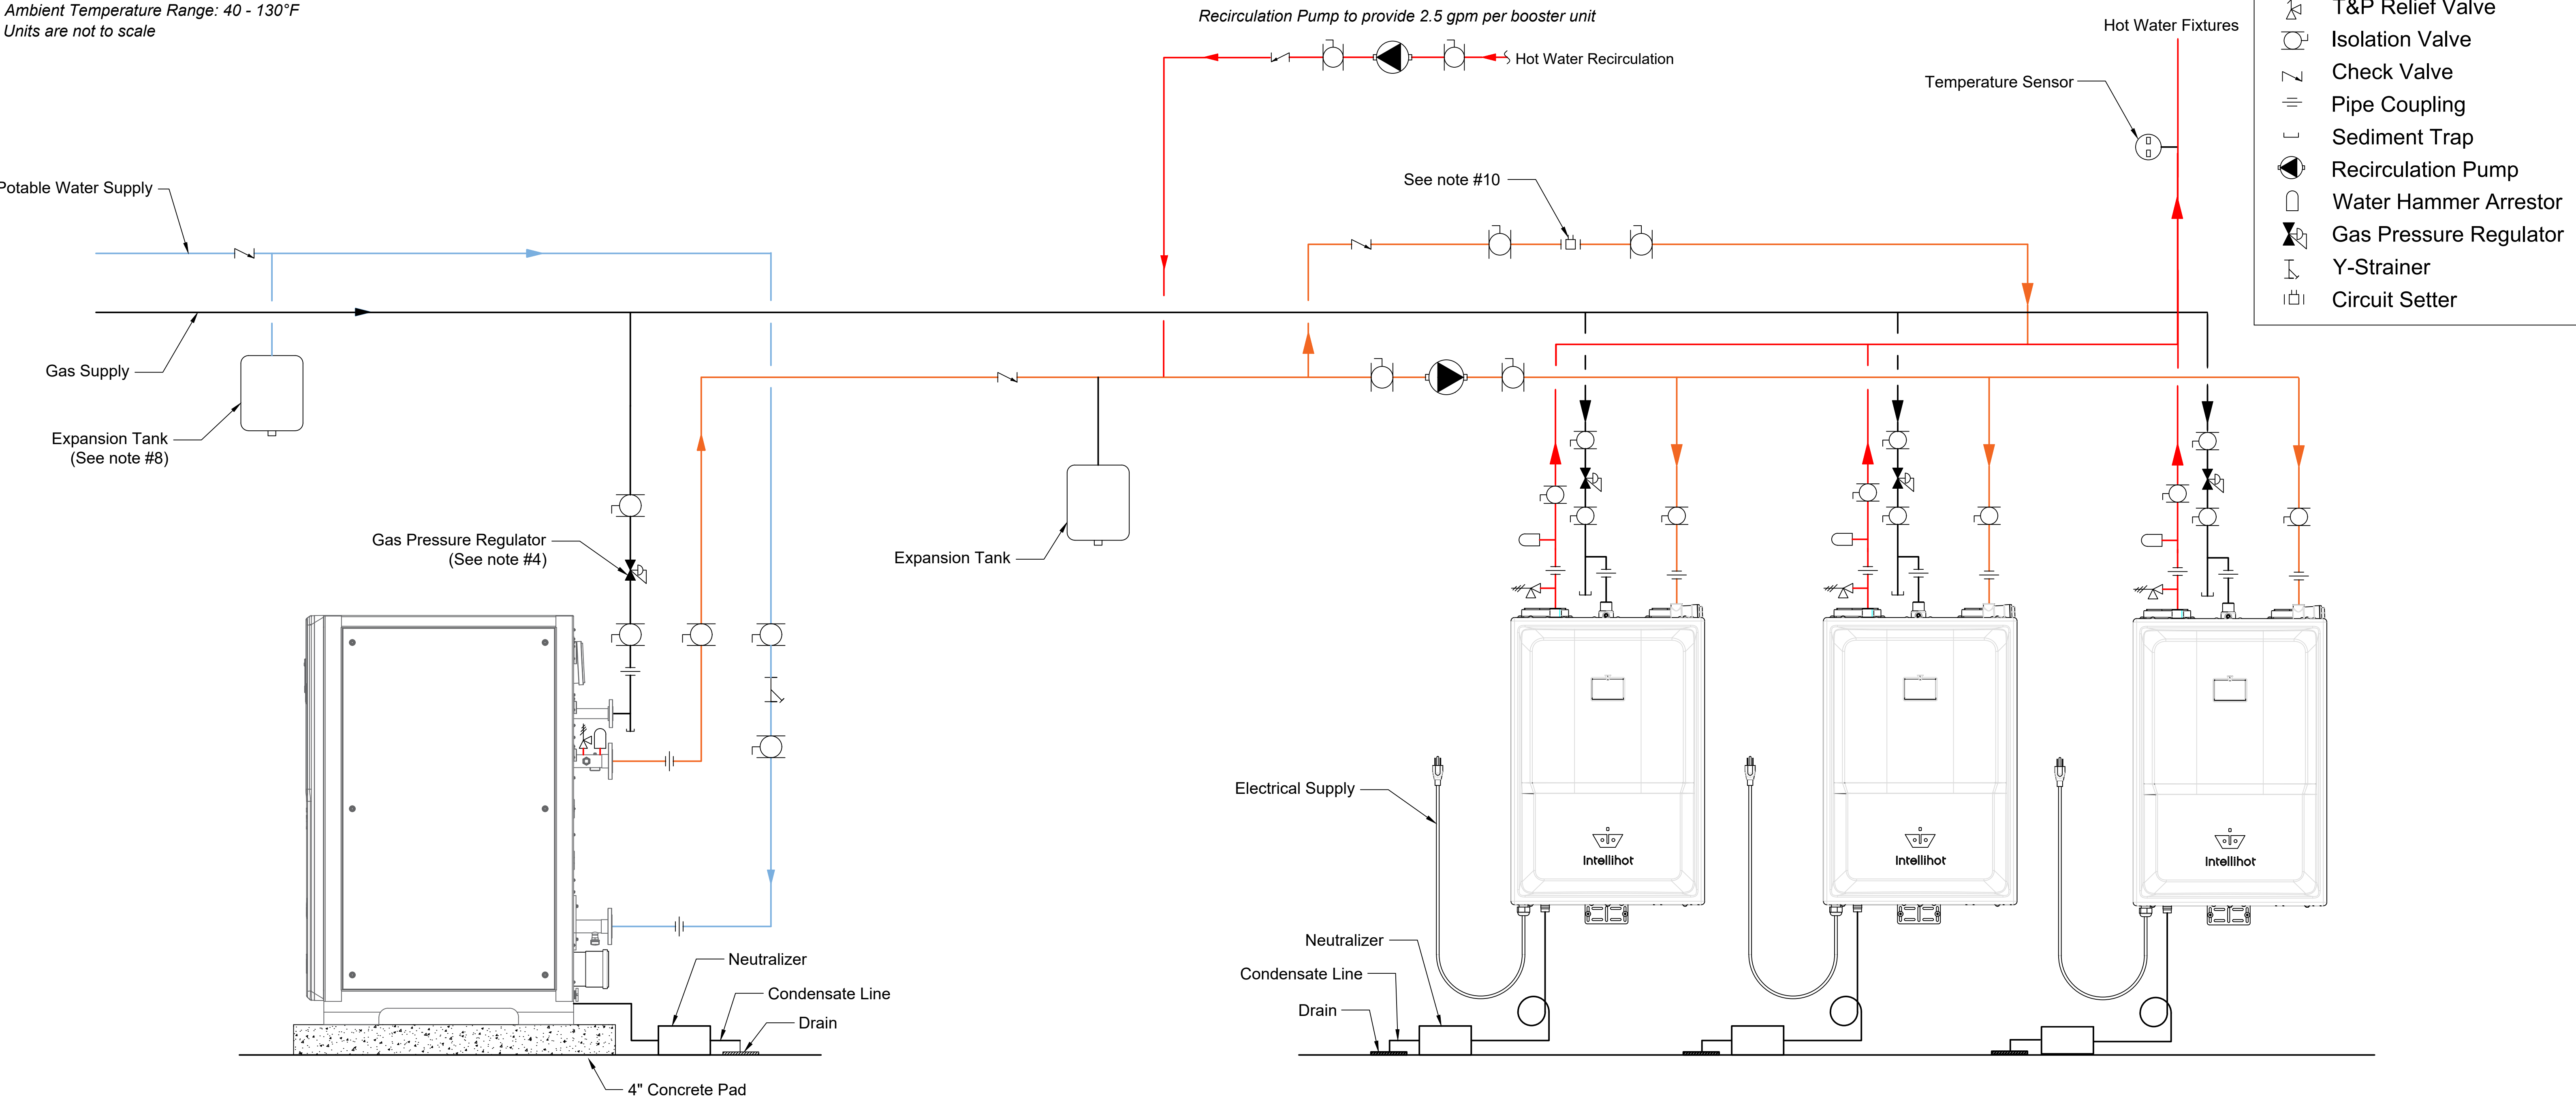 Ambient Temperature Range: 40 - 130°F
Units are not to scale
Recirculation Pump to provide 2.5 gpm per booster unit
Hot Water Recirculation
Hot Water Fixtures
Temperature Sensor
T&P Relief Valve
Isolation Valve
Check Valve
Pipe Coupling
Sediment Trap
Recirculation Pump
Water Hammer Arrestor
Gas Pressure Regulator
Y-Strainer
Circuit Setter
Potable Water Supply
See note #10
Gas Supply
Expansion Tank
(See note #8)
Gas Pressure Regulator
(See note #4)
Expansion Tank
Electrical Supply
Intellihot
Intellihot
Intellihot
Neutralizer
Condensate Line
Drain
4" Concrete Pad
Neutralizer
Condensate Line
Drain